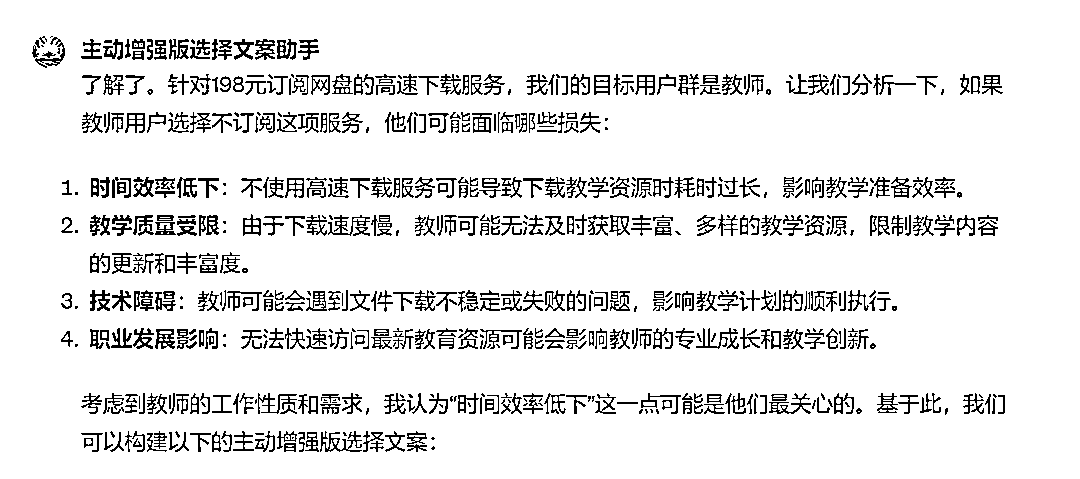 主动增强版选择文案助手
了解了。针对198元订阅网盘的高速下载服务，我们的目标用户群是教师。让我们分析一下，如果
教师用户选择不订阅这项服务，他们可能面临哪些损失：
1. 时间效率低下：不使用高速下载服务可能导致下载教学资源时耗时过长，影响教学准备效率。
2. 教学质量受限：由于下载速度慢，教师可能无法及时获取丰富、多样的教学资源，限制教学内容
的更新和丰富度。
3. 技术障碍：教师可能会遇到文件下载不稳定或失败的问题，影响教学计划的顺利执行。
4. 职业发展影响：无法快速访问最新教育资源可能会影响教师的专业成长和教学创新。
考虑到教师的工作性质和需求，我认为“时间效率低下”这一点可能是他们最关心的。基于此，我们
可以构建以下的主动增强版选择文案：